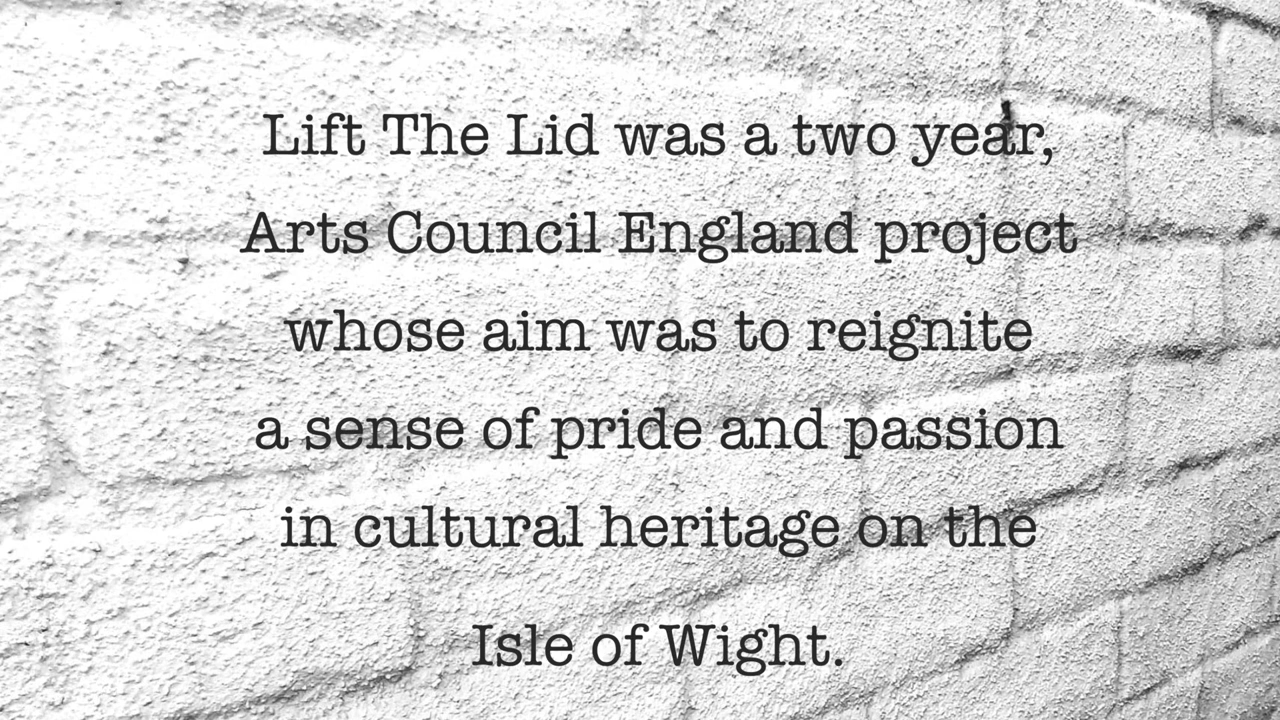 Lift The Lid was a two year,
Arts Council England project
whose aim was to reignite
a sense of pride and passion
in cultural heritage on the
Isle of Wight.